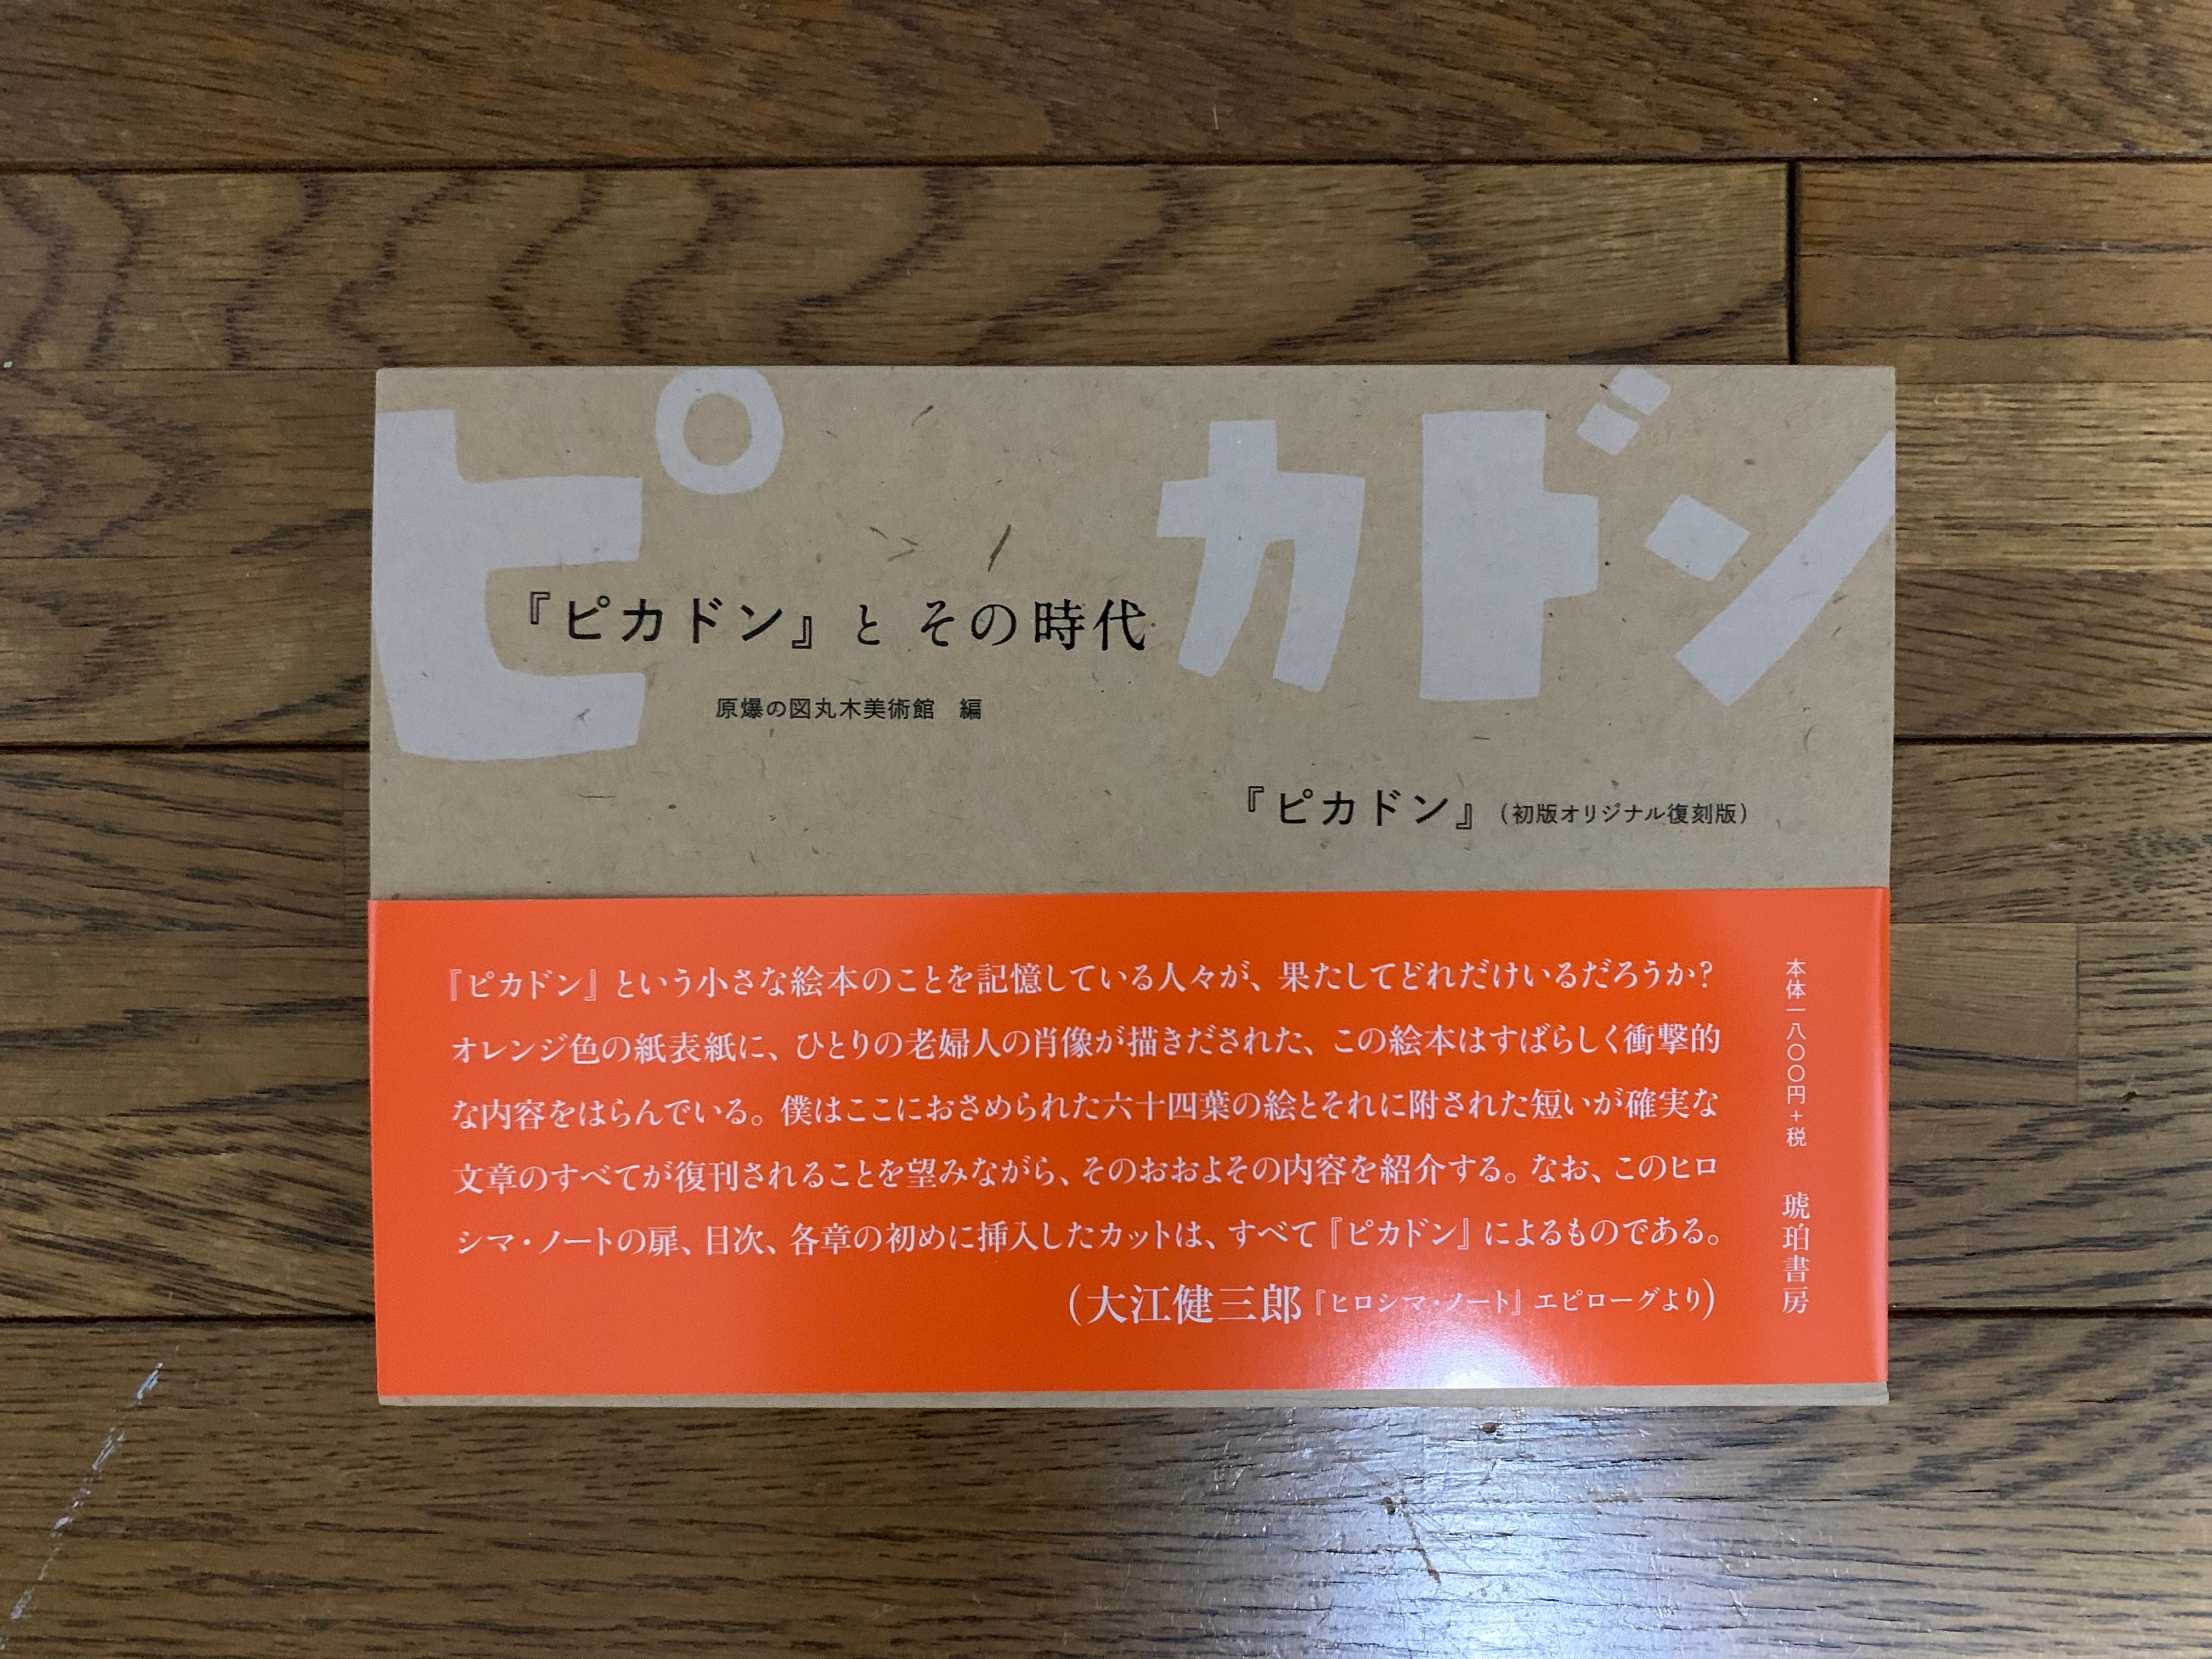 ピカドン
『ピカドン』とその時代
原爆の図丸木美術館　編
『ピカドン』（初版オリジナル復刻版）
『ピカドン』という小さな絵本のことを記憶している人々が、果たしてどれだけいるだろうか？
オレンジ色の紙表紙に、ひとりの老婦人の肖像が描きだされた、この絵本はすばらしく衝撃的
な内容をはらんでいる。僕はここにおさめられた六十四葉の絵とそれに附された短いが確実な
文章のすべてが復刊されることを望みながら、そのおおよその内容を紹介する。なお、このヒロ
シマ・ノートの扉、目次、各章の初めに挿入したカットは、すべて『ピカドン』によるものである。
（大江健三郎『ヒロシマ・ノート』エピローグより）
本体一八〇〇円＋税　琥珀書房